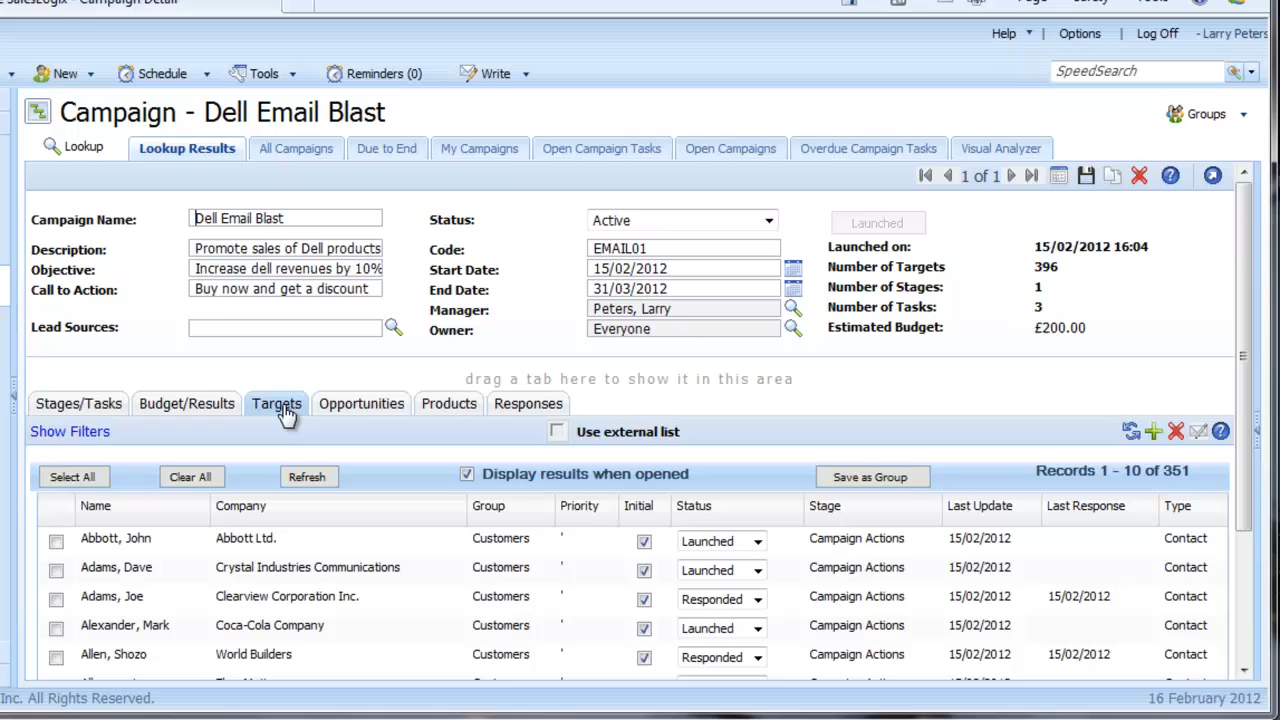 SalesLogix - Campaign Detail
Page Safety Tools
Help | Options | Log Off - Larry Peters
New Schedule Tools Reminders (0) Write SpeedSearch
Campaign - Dell Email Blast
Groups
Lookup Lookup Results All Campaigns Due to End My Campaigns Open Campaign Tasks Open Campaigns Overdue Campaign Tasks Visual Analyzer
1 of 1
Campaign Name: Dell Email Blast Status: Active Launched
Description: Promote sales of Dell products Code: EMAIL01 Launched on: 15/02/2012 16:04
Objective: Increase dell revenues by 10% Start Date: 15/02/2012 Number of Targets 396
Call to Action: Buy now and get a discount End Date: 31/03/2012 Number of Stages: 1
Manager: Peters, Larry Number of Tasks: 3
Lead Sources: Owner: Everyone Estimated Budget: £200.00
drag a tab here to show it in this area
Stages/Tasks Budget/Results Targets Opportunities Products Responses
Show Filters Use external list
Select All Clear All Refresh Display results when opened Save as Group Records 1 - 10 of 351
Name Company Group Priority Initial Status Stage Last Update Last Response Type
Abbott, John Abbott Ltd. Customers ' Launched Campaign Actions 15/02/2012 Contact
Adams, Dave Crystal Industries Communications Customers ' Launched Campaign Actions 15/02/2012 Contact
Adams, Joe Clearview Corporation Inc. Customers ' Responded Campaign Actions 15/02/2012 15/02/2012 Contact
Alexander, Mark Coca-Cola Company Customers ' Launched Campaign Actions 15/02/2012 Contact
Allen, Shozo World Builders Customers ' Responded Campaign Actions 15/02/2012 15/02/2012 Contact
Inc. All Rights Reserved. 16 February 2012